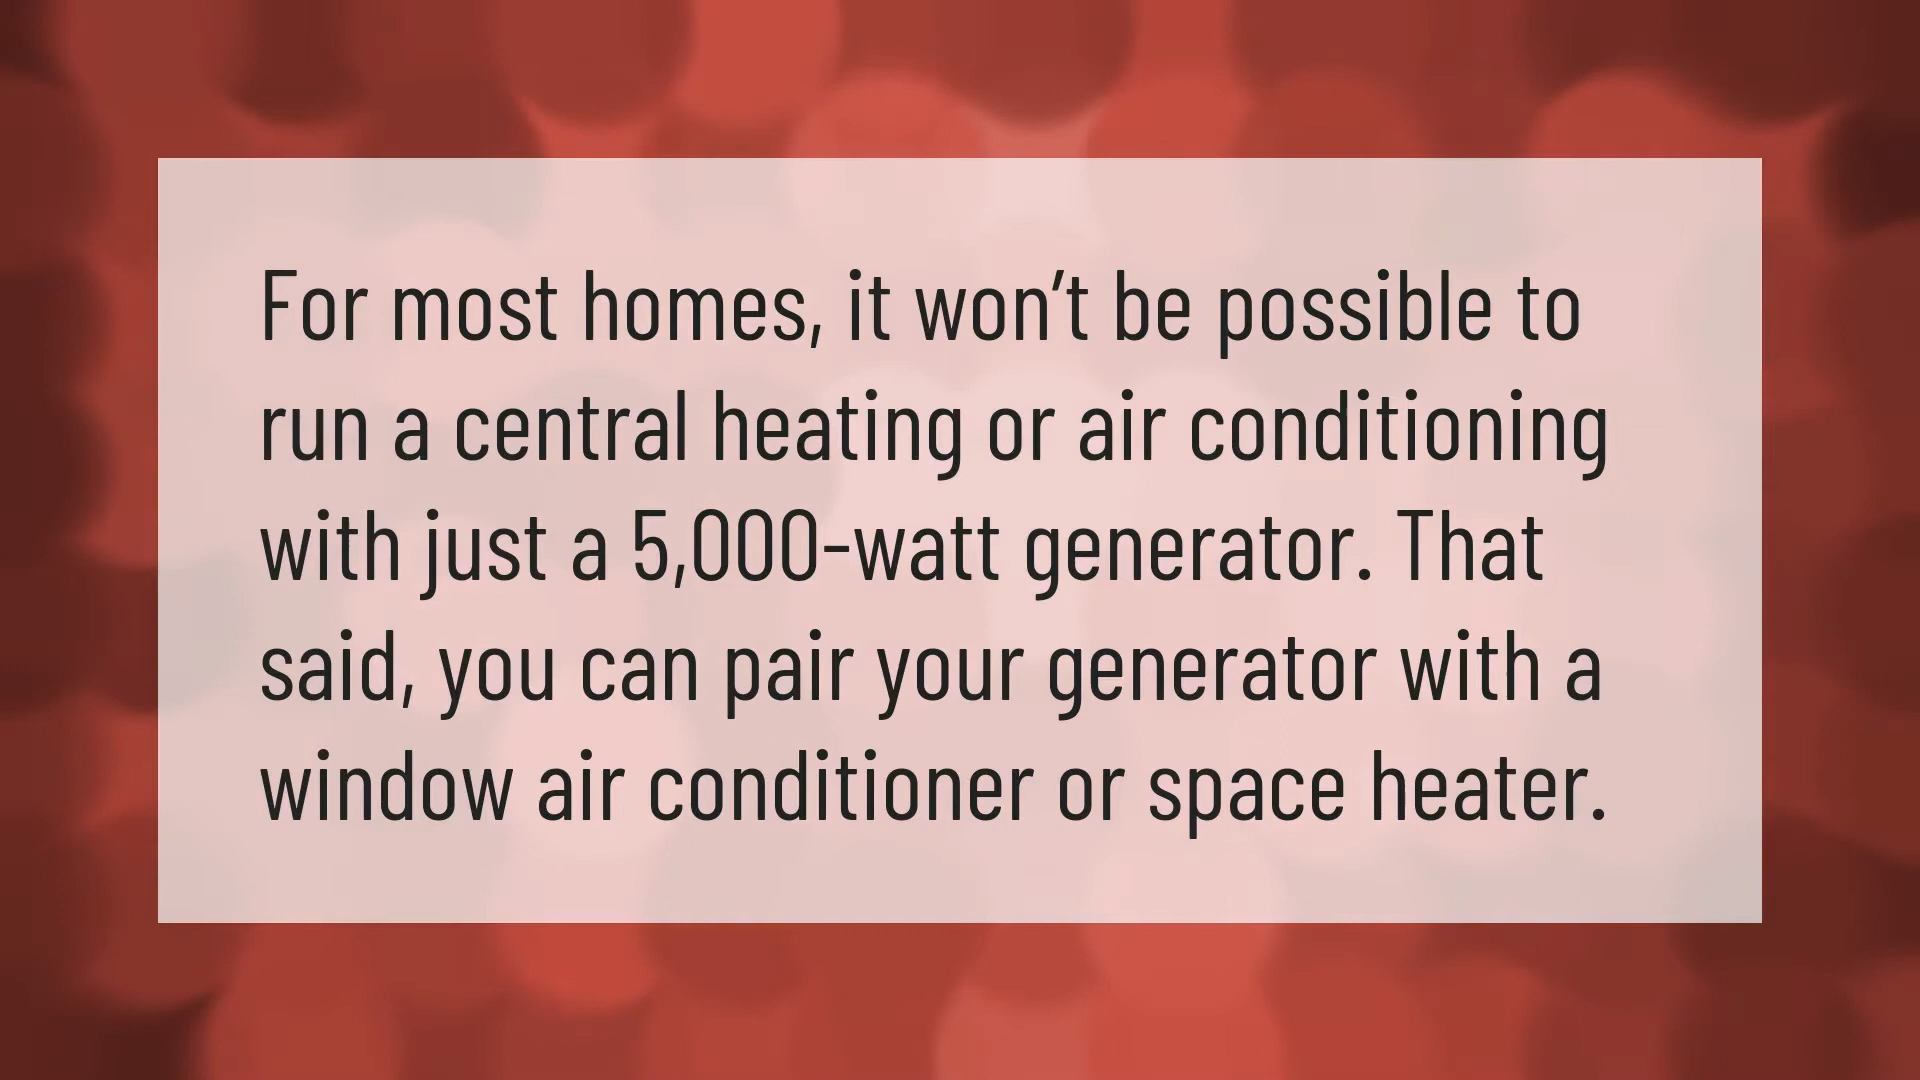 For most homes, it won’t be possible to
run a central heating or air conditioning
with just a 5,000-watt generator. That
said, you can pair your generator with a
window air conditioner or space heater.